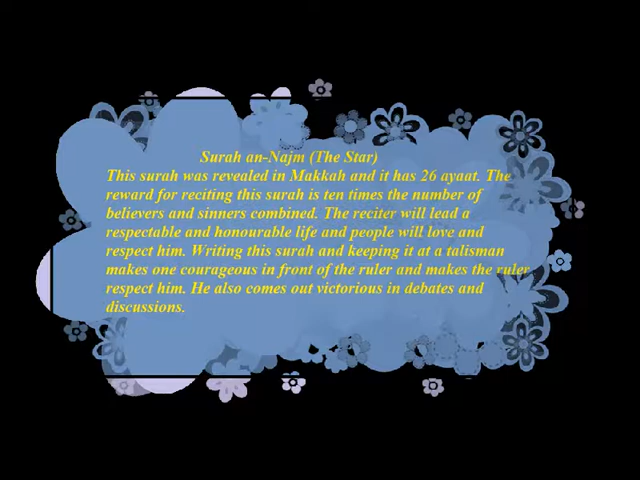 Surah an-Najm (The Star)
This surah was revealed in Makkah and it has 26 ayaat. The
reward for reciting this surah is ten times the number of
believers and sinners combined. The reciter will lead a
respectable and honourable life and people will love and
respect him. Writing this surah and keeping it at a talisman
makes one courageous in front of the ruler and makes the ruler
respect him. He also comes out victorious in debates and
discussions.